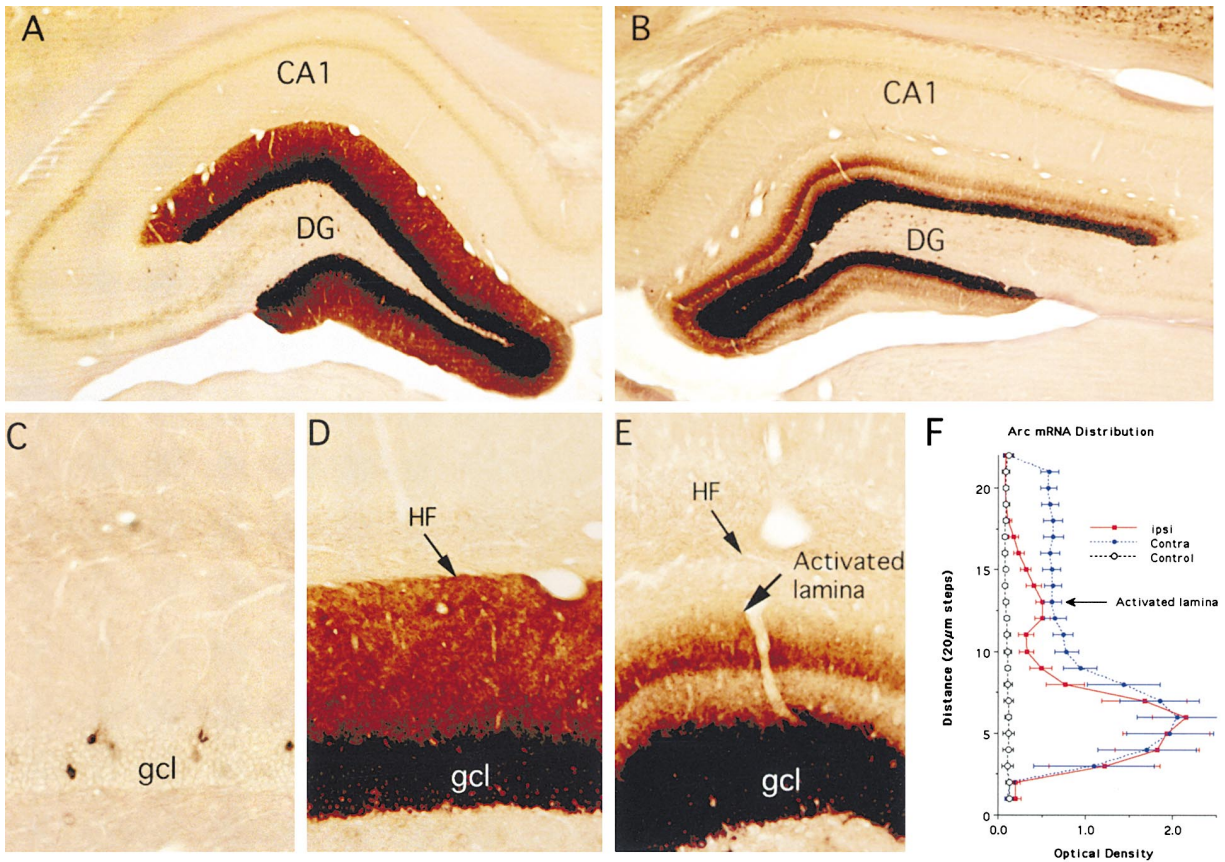 A
CA1
DG
B
CA1
DG
C
gcl
D
HF
gcl
E
HF
Activated
lamina
gcl
F
Arc mRNA Distribution
Distance (20µm steps)
20
15
10
5
0
ipsi
Contra
Control
Activated lamina
0.0 1.0 2.0
Optical Density